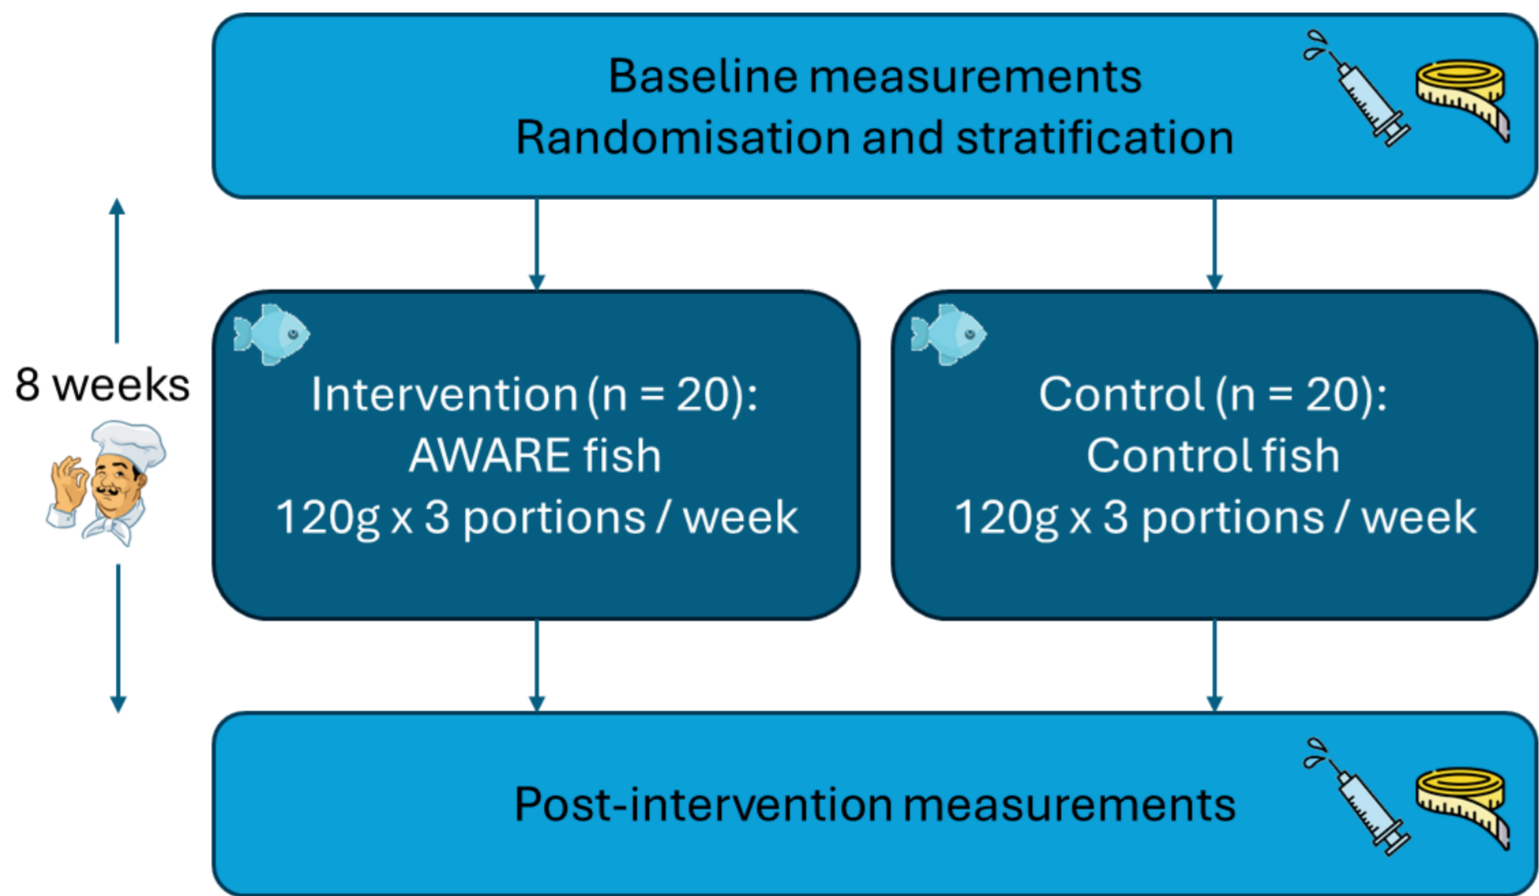 Baseline measurements
Randomisation and stratification
8 weeks
Intervention (n = 20):
AWARE fish
120g x 3 portions / week
Control (n = 20):
Control fish
120g x 3 portions / week
Post-intervention measurements